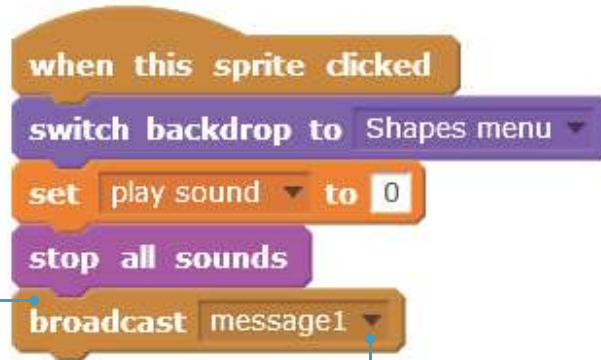 when this sprite clicked
switch backdrop to Shapes menu
set play sound to 0
stop all sounds
broadcast message1